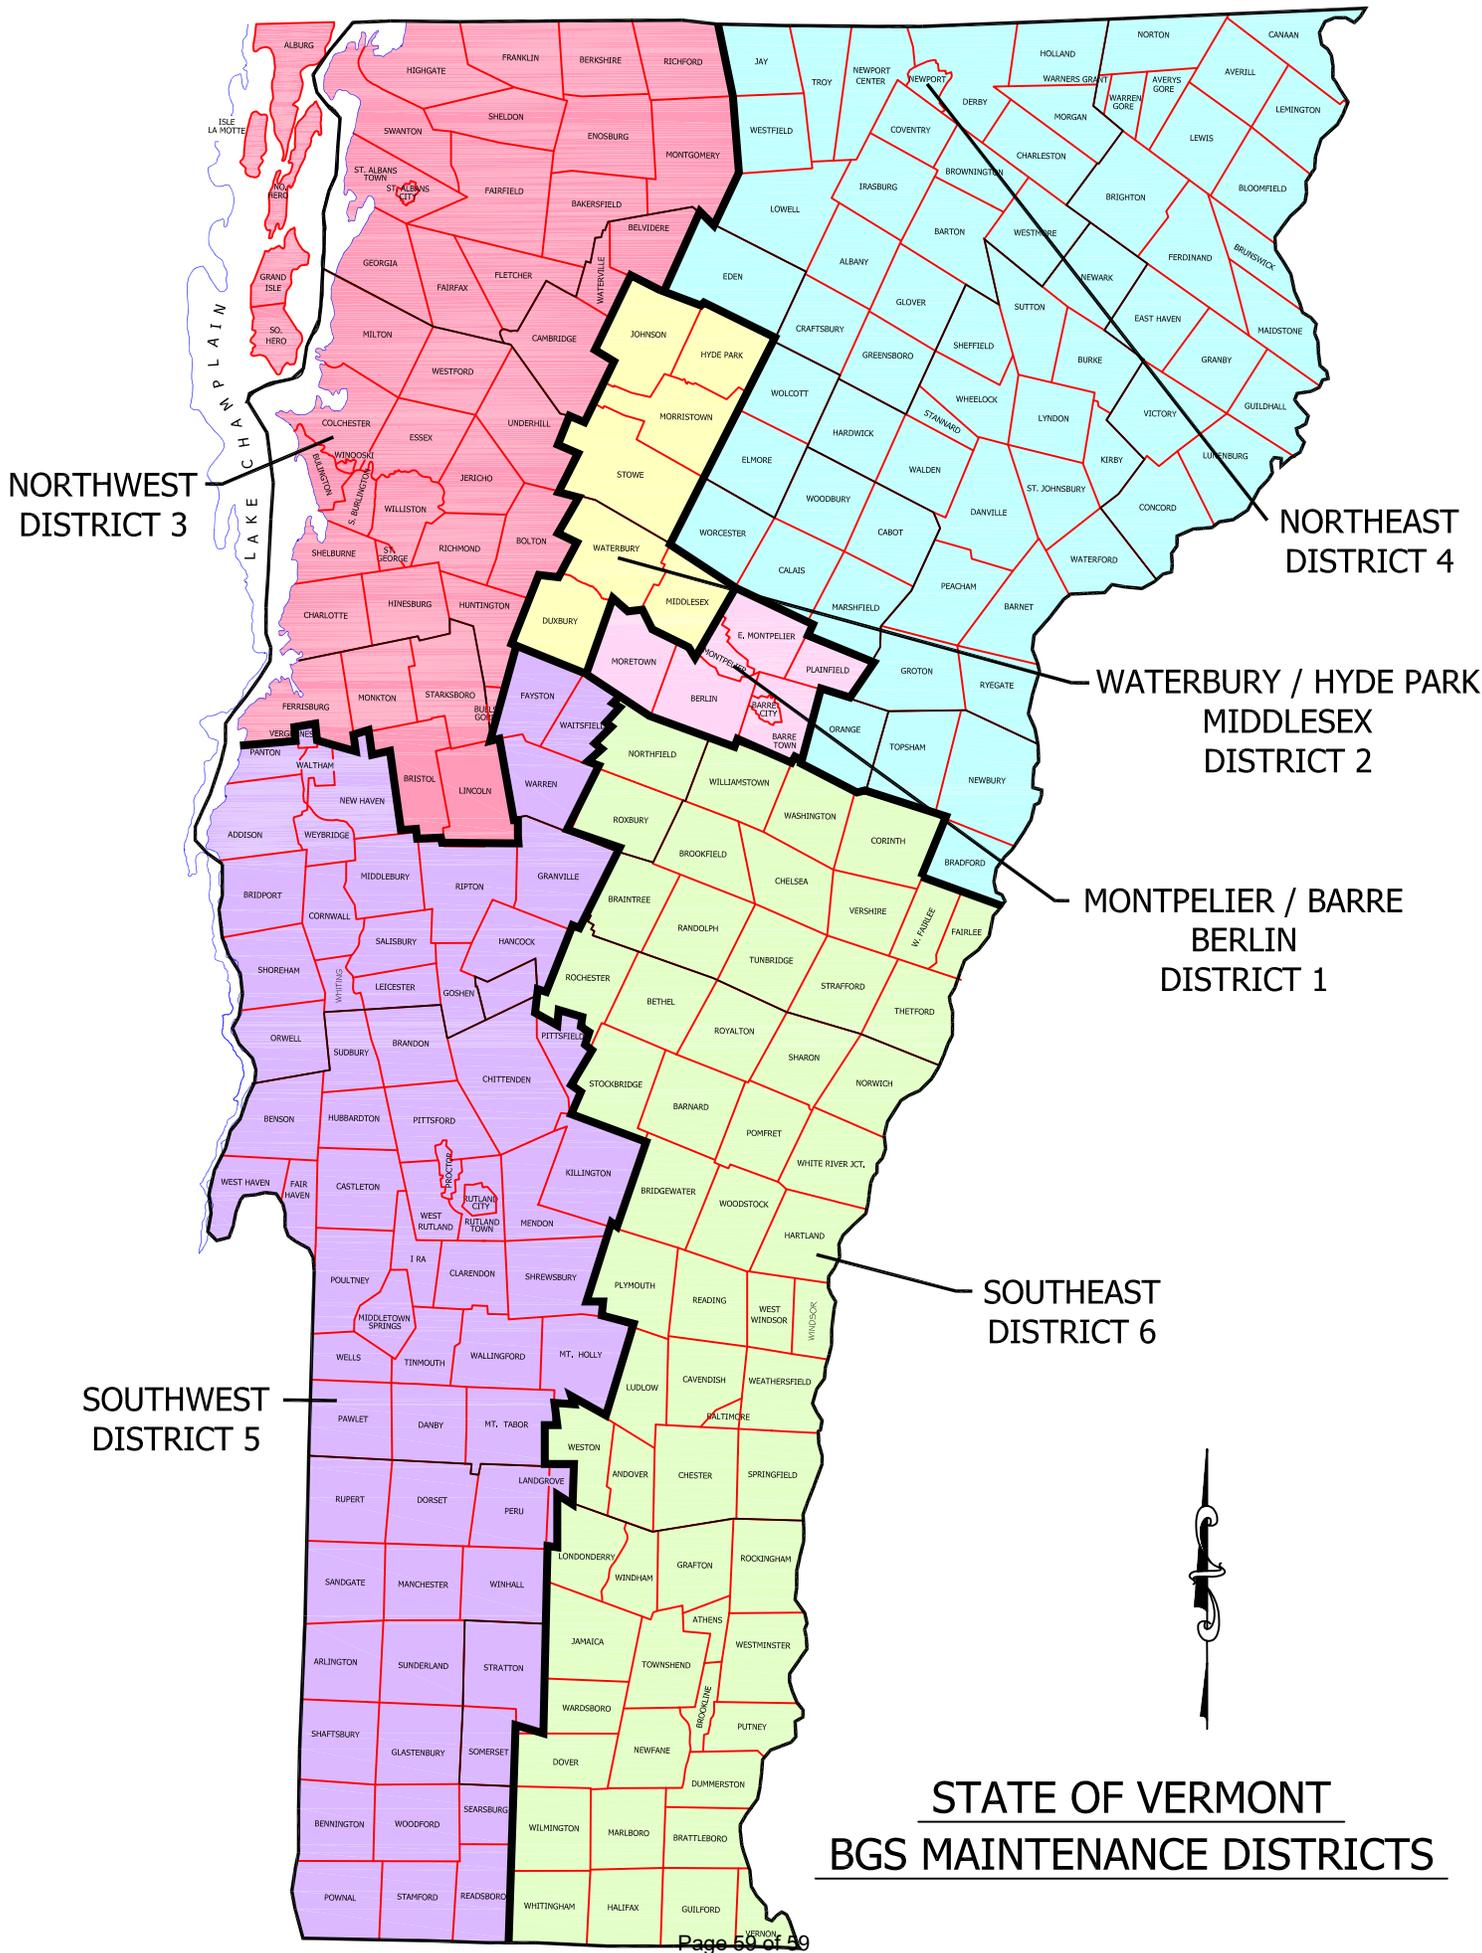 ALBURG
HIGHGATE
FRANKLIN
BERKSHIRE
RICHFORD
JAY
TROY
NEWPORT
CENTER
NEWPORT
HOLLAND
NORTON
CANAAN
WARNERS GRANT
WARREN
GORE
AVERYS
GORE
AVERILL
LEMINGTON
DERBY
MORGAN
LEWIS
ISLE
LA MOTTE
SWANTON
SHELDON
ENOSBURG
MONTGOMERY
WESTFIELD
COVENTRY
CHARLESTON
BROWNINGTON
ST. ALBANS
TOWN
ST. ALBANS
CITY
FAIRFIELD
BAKERSFIELD
NO.
HERO
LOWELL
IRASBURG
BRIGHTON
BLOOMFIELD
BELVIDERE
BARTON
WESTMORE
FERDINAND
BRUNSWICK
GEORGIA
FAIRFAX
FLETCHER
WATERVILLE
EDEN
ALBANY
NEWARK
GRAND
ISLE
SO.
HERO
GLOVER
SUTTON
EAST HAVEN
MAIDSTONE
MILTON
CAMBRIDGE
JOHNSON
HYDE PARK
CRAFTSBURY
GREENSBORO
SHEFFIELD
BURKE
GRANBY
WESTFORD
WOLCOTT
WHEELOCK
STANNARD
LYNDON
VICTORY
GUILDHALL
LAKE CHAMPLAIN
COLCHESTER
ESSEX
UNDERHILL
MORRISTOWN
HARDWICK
KIRBY
LUNENBURG
WINOOSKI
BULINGTON
S. BURLINGTON
JERICHO
STOWE
ELMORE
WALDEN
ST. JOHNSBURY
NORTHWEST
DISTRICT 3
WILLISTON
WOODBURY
DANVILLE
CONCORD
NORTHEAST
DISTRICT 4
SHELBURNE
ST.
GEORGE
RICHMOND
BOLTON
WATERBURY
WORCESTER
CABOT
WATERFORD
CALAIS
PEACHAM
CHARLOTTE
HINESBURG
HUNTINGTON
DUXBURY
MIDDLESEX
MARSHFIELD
BARNET
E. MONTPELIER
MORETOWN
MONTPELIER
PLAINFIELD
GROTON
RYEGATE
WATERBURY / HYDE PARK
MIDDLESEX
DISTRICT 2
FERRISBURG
MONKTON
STARKSBORO
BUELS
GORE
FAYSTON
WAITSFIELD
BERLIN
BARRE
CITY
BARRE
TOWN
ORANGE
TOPSHAM
VERGENNES
PANTON
WALTHAM
NEW HAVEN
BRISTOL
LINCOLN
WARREN
NORTHFIELD
WILLIAMSTOWN
NEWBURY
ADDISON
WEYBRIDGE
ROXBURY
WASHINGTON
CORINTH
BRADFORD
BROOKFIELD
CHELSEA
BRIDPORT
MIDDLEBURY
RIPTON
GRANVILLE
BRAINTREE
VERSHIRE
W. FAIRLEE
FAIRLEE
MONTPELIER / BARRE
BERLIN
DISTRICT 1
CORNWALL
SALISBURY
HANCOCK
RANDOLPH
TUNBRIDGE
STRAFFORD
THETFORD
SHOREHAM
WHITING
LEICESTER
GOSHEN
ROCHESTER
BETHEL
ROYALTON
ORWELL
SUDBURY
BRANDON
PITTSFIELD
SHARON
CHITTENDEN
STOCKBRIDGE
NORWICH
BENSON
HUBBARDTON
PITTSFORD
BARNARD
POMFRET
WHITE RIVER JCT.
WEST HAVEN
FAIR
HAVEN
CASTLETON
PROCTOR
KILLINGTON
BRIDGEWATER
WOODSTOCK
RUTLAND
CITY
WEST
RUTLAND
RUTLAND
TOWN
MENDON
HARTLAND
I RA
POULTNEY
CLARENDON
SHREWSBURY
PLYMOUTH
READING
WEST
WINDSOR
WINDSOR
SOUTHEAST
DISTRICT 6
MIDDLETOWN
SPRINGS
WELLS
TINMOUTH
WALLINGFORD
MT. HOLLY
LUDLOW
CAVENDISH
WEATHERSFIELD
BALTIMORE
SOUTHWEST
DISTRICT 5
PAWLET
DANBY
MT. TABOR
WESTON
ANDOVER
CHESTER
SPRINGFIELD
LANDGROVE
RUPERT
DORSET
PERU
LONDONDERRY
WINDHAM
GRAFTON
ROCKINGHAM
SANDGATE
MANCHESTER
WINHALL
ATHENS
JAMAICA
WESTMINSTER
ARLINGTON
SUNDERLAND
STRATTON
TOWNSHEND
WARDSBORO
BROOKLINE
PUTNEY
SHAFTSBURY
GLASTENBURY
SOMERSET
DOVER
NEWFANE
DUMMERSTON
SEARSBURG
BENNINGTON
WOODFORD
WILMINGTON
MARLBORO
BRATTLEBORO
POWNAL
STAMFORD
READSBORO
WHITINGHAM
HALIFAX
GUILFORD
VERNON
STATE OF VERMONT
BGS MAINTENANCE DISTRICTS
Page 59 of 59